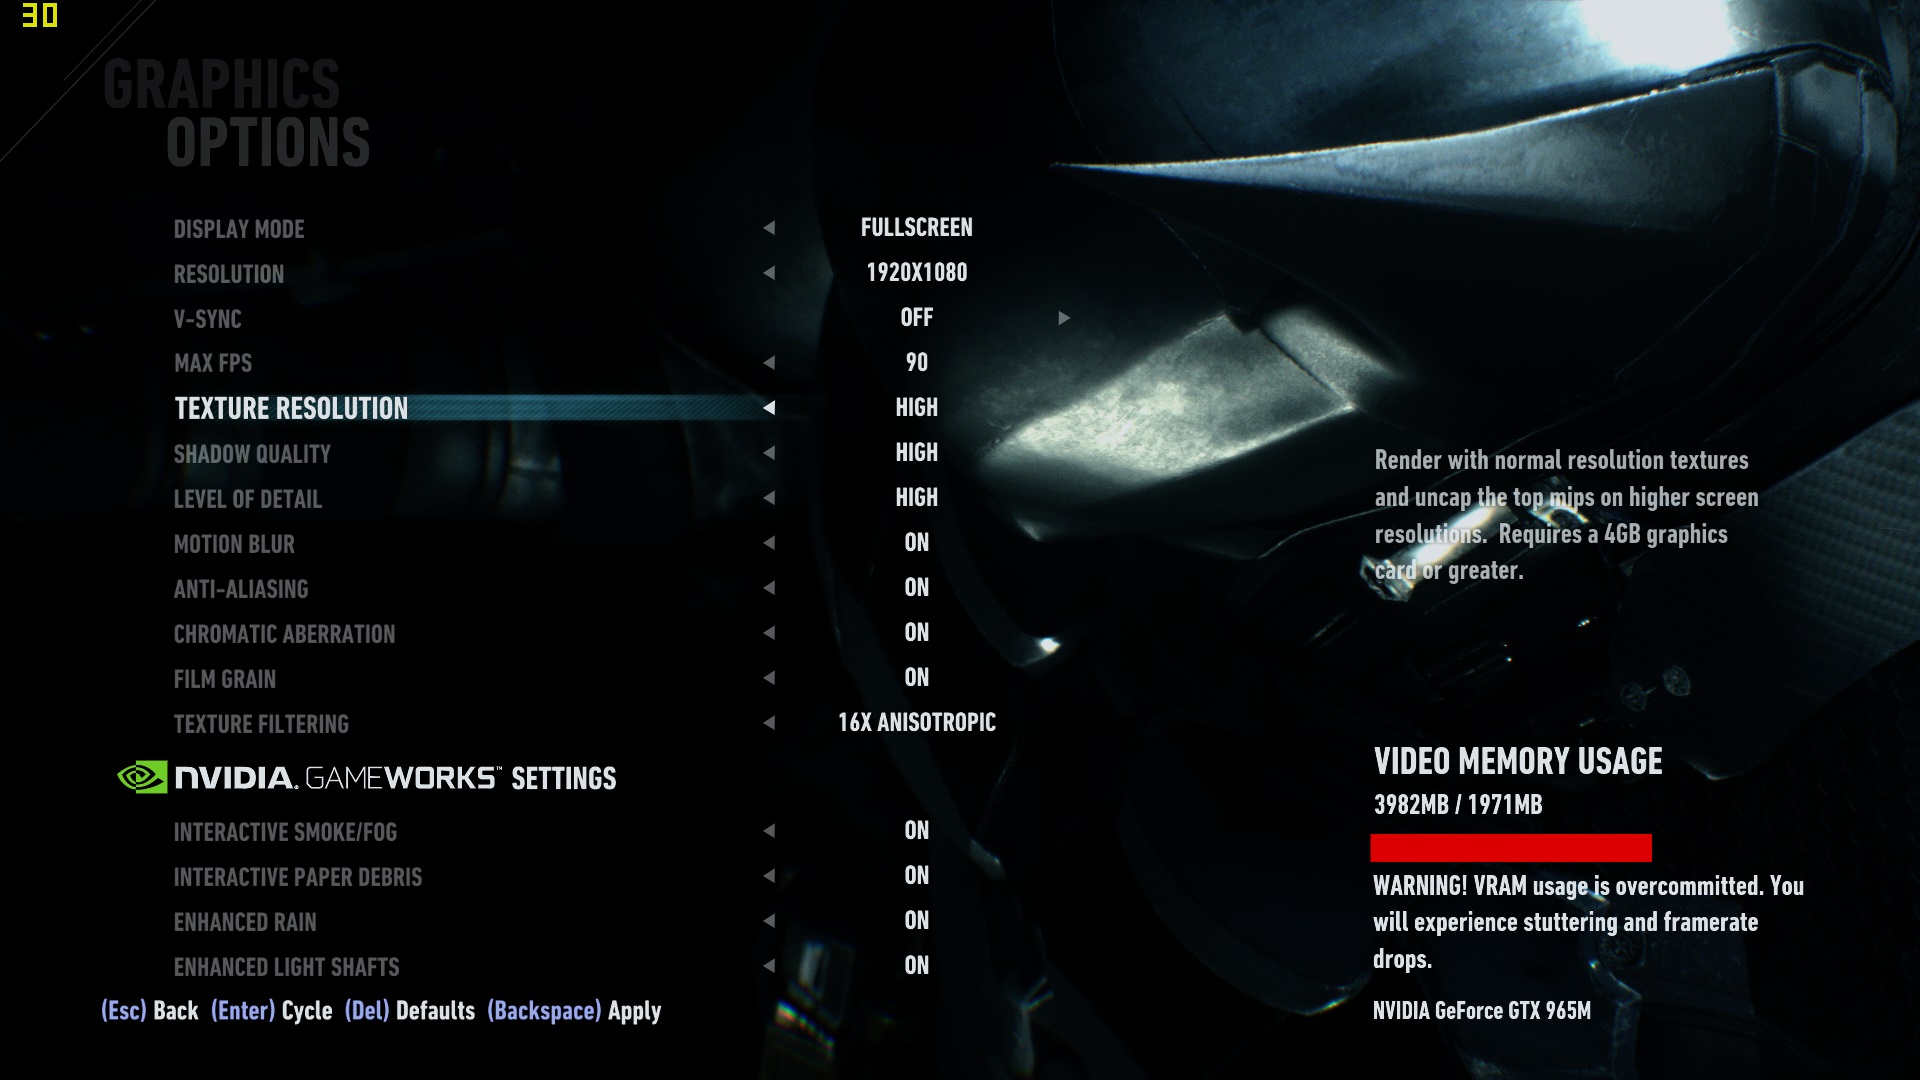 30
GRAPHICS
OPTIONS
DISPLAY MODE FULLSCREEN
RESOLUTION 1920X1080
V-SYNC OFF
MAX FPS 90
TEXTURE RESOLUTION HIGH
SHADOW QUALITY HIGH
LEVEL OF DETAIL HIGH
MOTION BLUR ON
ANTI-ALIASING ON
CHROMATIC ABERRATION ON
FILM GRAIN ON
TEXTURE FILTERING 16X ANISOTROPIC
NVIDIA. GAMEWORKS™ SETTINGS
INTERACTIVE SMOKE/FOG ON
INTERACTIVE PAPER DEBRIS ON
ENHANCED RAIN ON
ENHANCED LIGHT SHAFTS ON
(Esc) Back (Enter) Cycle (Del) Defaults (Backspace) Apply
Render with normal resolution textures
and uncap the top mips on higher screen
resolutions. Requires a 4GB graphics
card or greater.
VIDEO MEMORY USAGE
3982MB / 1971MB
WARNING! VRAM usage is overcommitted. You
will experience stuttering and framerate
drops.
NVIDIA GeForce GTX 965M